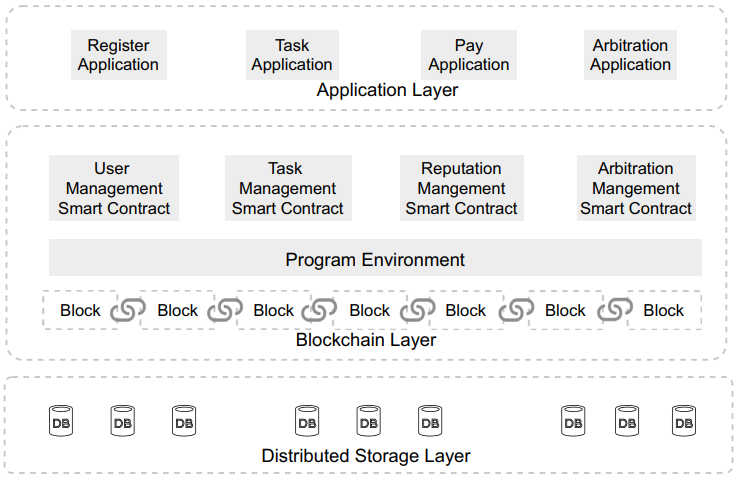 Register
Application
Task
Application
Pay
Application
Arbitration
Application
Application Layer
User
Management
Smart Contract
Task
Management
Smart Contract
Reputation
Mangement
Smart Contract
Arbitration
Mangement
Smart Contract
Program Environment
Block Block Block Block Block Block Block
Blockchain Layer
DB DB DB DB DB DB DB DB DB
Distributed Storage Layer